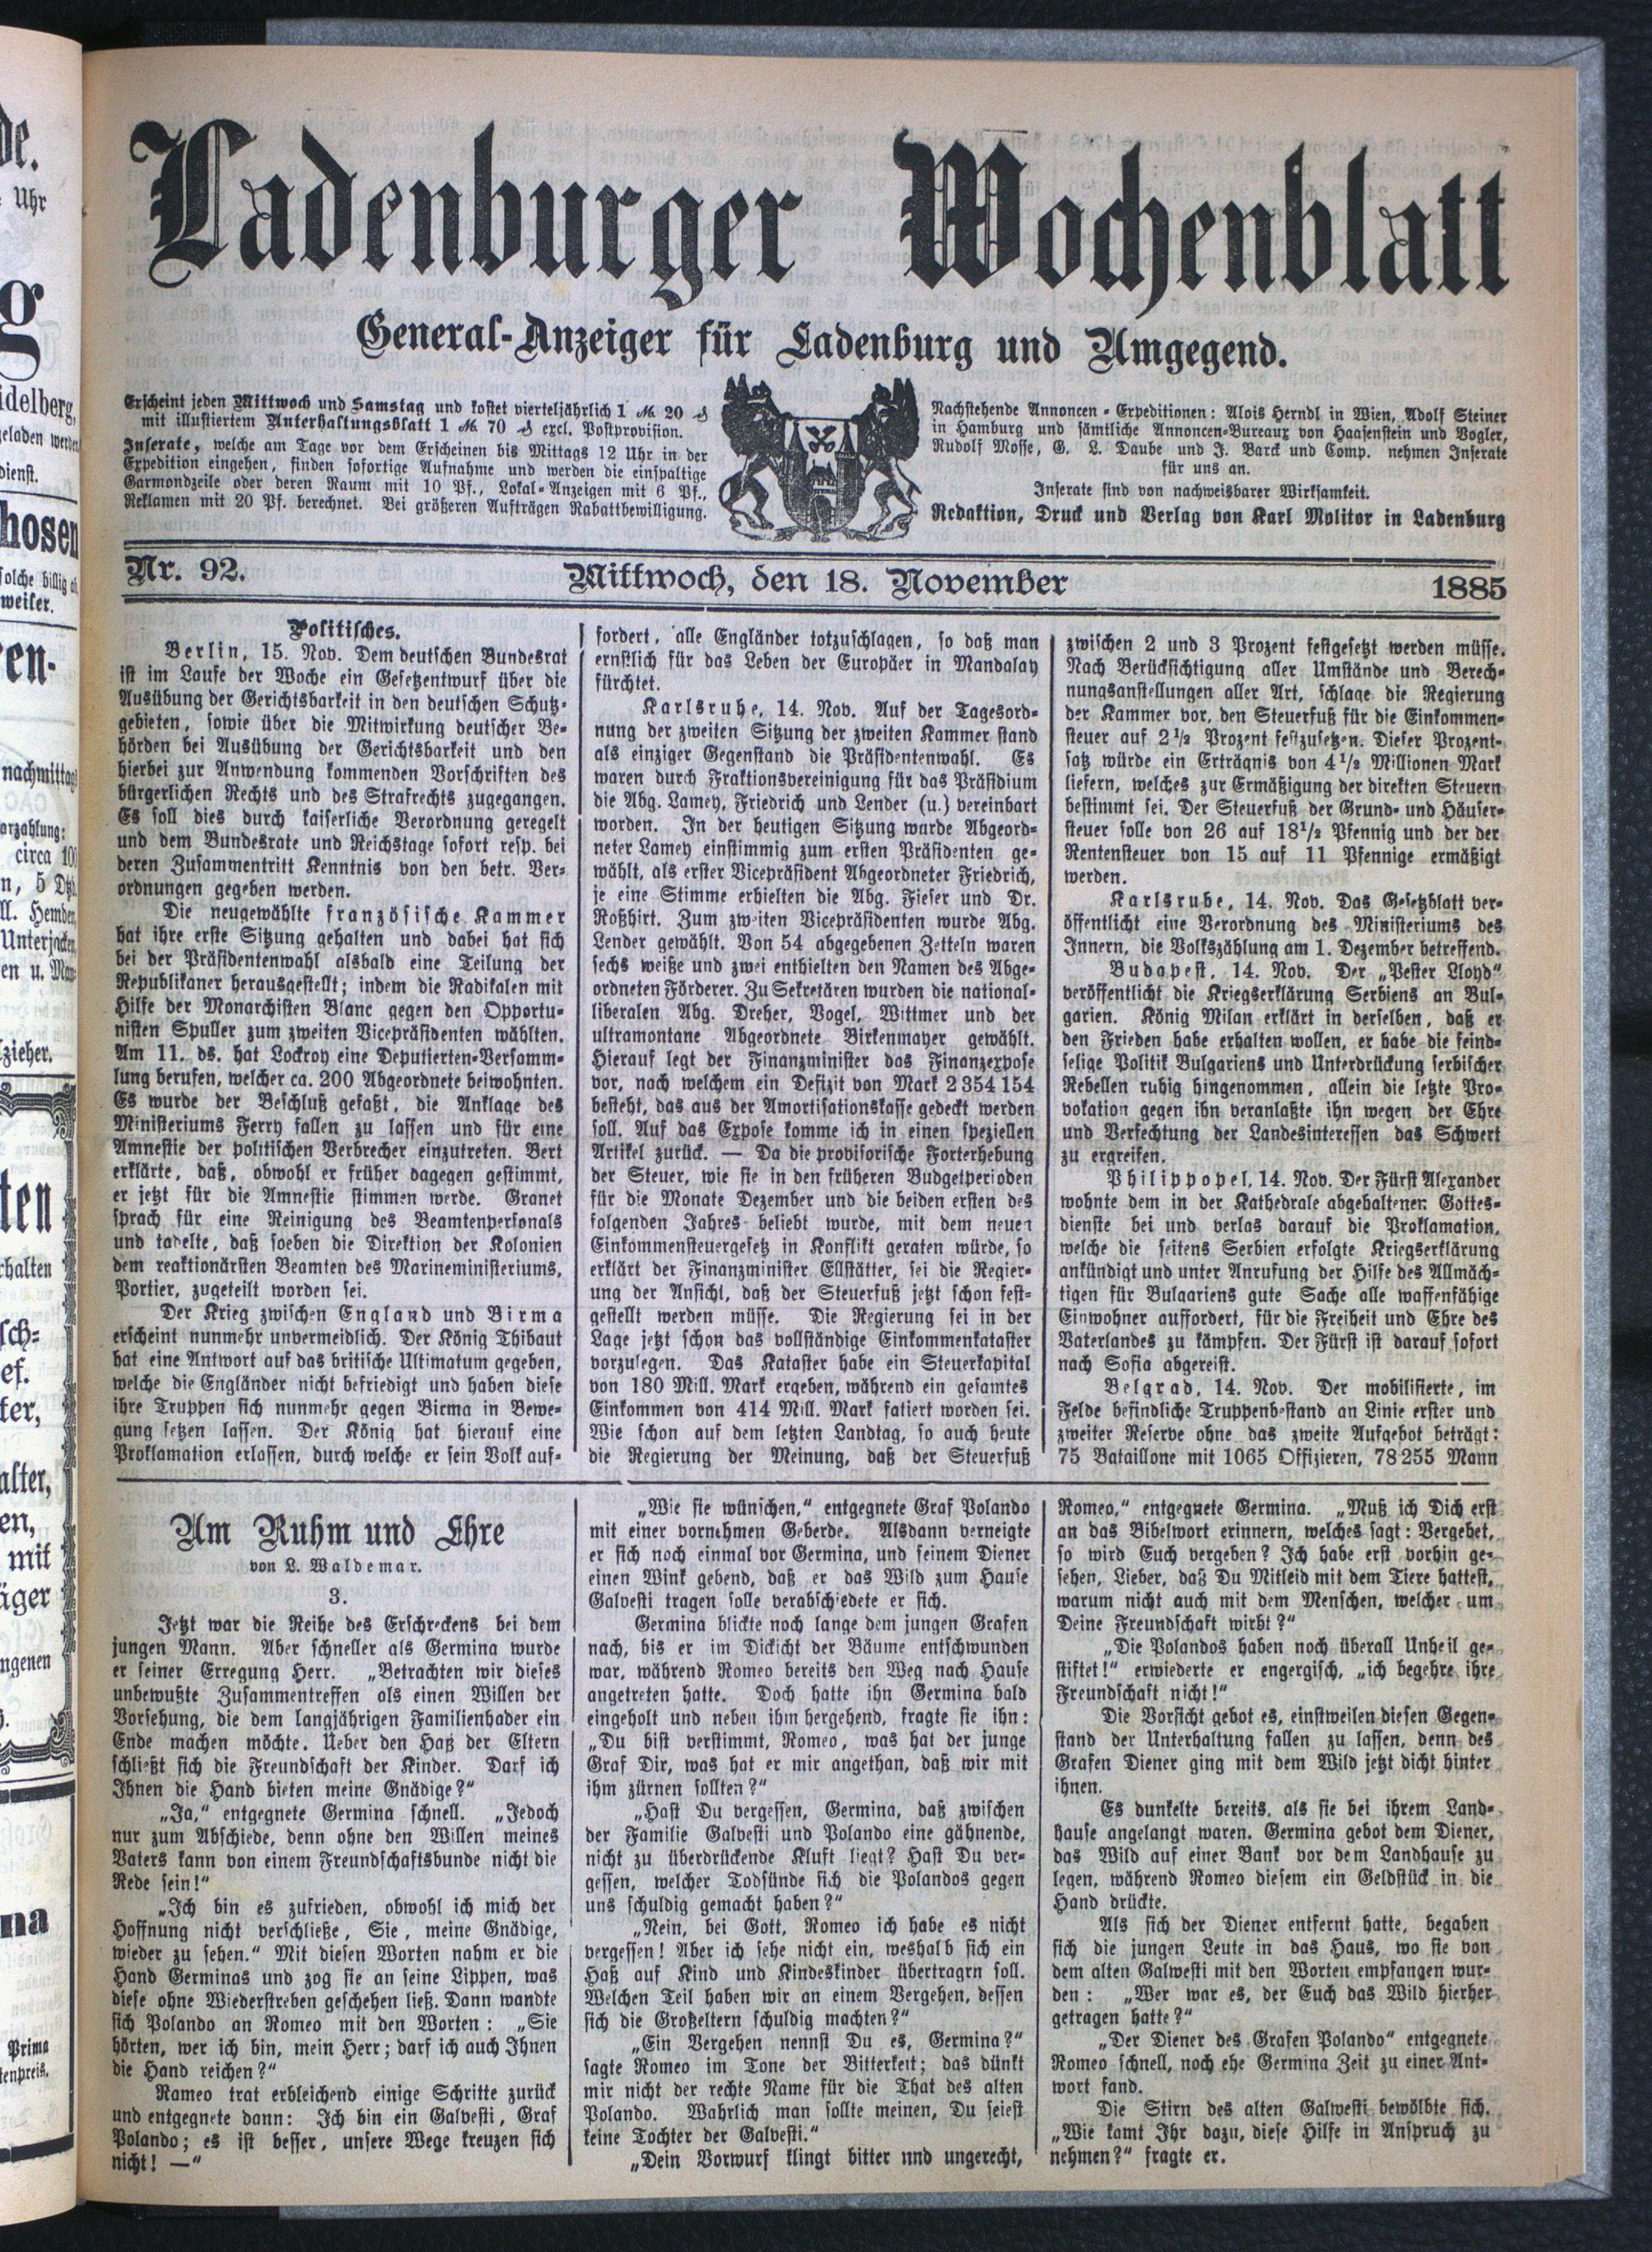 Ladenburger Wochenblatt
General-Anzeiger für Ladenburg und Umgegend.
Erscheint jeden Mittwoch und Samstag und kostet vierteljährlich 1 M. 20 ₰
mit illustiertem Unterhaltungsblatt 1 M. 70 ₰ excl. Postprovision.
Inserate, welche am Tage vor dem Erscheinen bis Mittags 12 Uhr in der
Expedition eingehen, finden sofortige Aufnahme und werden die einspaltige
Garmondzeile oder deren Raum mit 10 Pf., Lokal-Anzeigen mit 6 Pf.,
Reklamen mit 20 Pf. berechnet. Bei größeren Aufträgen Rabattbewilligung.
Nachstehende Annoncen-Expeditionen: Alois Herndl in Wien, Adolf Steiner
in Hamburg und sämtliche Annoncen-Bureaux von Haasenstein und Vogler,
Rudolf Mosse, G. L. Daube und J. Barck und Comp. nehmen Inserate
für uns an.
Inserate sind von nachweisbarer Wirksamkeit.
Redaktion, Druck und Verlag von Karl Molitor in Ladenburg
Nr. 92. Mittwoch, den 18. November 1885
Politisches.
Berlin, 15. Nov. Dem deutschen Bundesrat
ist im Laufe der Woche ein Gesetzentwurf über die
Ausübung der Gerichtsbarkeit in den deutschen Schutz-
gebieten, sowie über die Mitwirkung deutscher Be-
hörden bei Ausübung der Gerichtsbarkeit und den
hierbei zur Anwendung kommenden Vorschriften des
bürgerlichen Rechts und des Strafrechts zugegangen.
Es soll dies durch kaiserliche Verordnung geregelt
und dem Bundesrate und Reichstage sofort resp. bei
deren Zusammentritt Kenntnis von den betr. Ver-
ordnungen gegeben werden.
Die neugewählte französische Kammer
hat ihre erste Sitzung gehalten und dabei hat sich
bei der Präsidentenwahl alsbald eine Teilung der
Republikaner herausgestellt; indem die Radikalen mit
Hilfe der Monarchisten Blanc gegen den Opportu-
nisten Spuller zum zweiten Vicepräsidenten wählten.
Am 11. ds. hat Lockroy eine Deputierten-Versamm-
lung berufen, welcher ca. 200 Abgeordnete beiwohnten.
Es wurde der Beschluß gefaßt, die Anklage des
Ministeriums Ferry fallen zu lassen und für eine
Amnestie der politischen Verbrecher einzutreten. Bert
erklärte, daß, obwohl er früher dagegen gestimmt,
er jetzt für die Amnestie stimmen werde. Granet
sprach für eine Reinigung des Beamtenpersonals
und tadelte, daß soeben die Direktion der Kolonien
dem reaktionärsten Beamten des Marineministeriums,
Portier, zugeteilt worden sei.
Der Krieg zwischen England und Birma
erscheint nunmehr unvermeidlich. Der König Thibaut
hat eine Antwort auf das britische Ultimatum gegeben,
welche die Engländer nicht befriedigt und haben diese
ihre Truppen sich nunmehr gegen Birma in Bewe-
gung setzen lassen. Der König hat hierauf eine
Proklamation erlassen, durch welche er sein Volk auf-
fordert, alle Engländer totzuschlagen, so daß man
ernstlich für das Leben der Europäer in Mandalay
fürchtet.
Karlsruhe, 14. Nov. Auf der Tagesord-
nung der zweiten Sitzung der zweiten Kammer stand
als einziger Gegenstand die Präsidentenwahl. Es
waren durch Fraktionsvereinigung für das Präsidium
die Abg. Lamey, Friedrich und Lender (u.) vereinbart
worden. In der heutigen Sitzung wurde Abgeord-
neter Lamey einstimmig zum ersten Präsidenten ge-
wählt, als erster Vicepräsident Abgeordneter Friedrich,
je eine Stimme erhielten die Abg. Fieser und Dr.
Roßhirt. Zum zweiten Vicepräsidenten wurde Abg.
Lender gewählt. Von 54 abgegebenen Zetteln waren
sechs weiße und zwei enthielten den Namen des Abge-
ordneten Förderer. Zu Sekretären wurden die national-
liberalen Abg. Dreher, Vogel, Wittmer und der
ultramontane Abgeordnete Birkenmayer gewählt.
Hierauf legt der Finanzminister das Finanzexpose
vor, nach welchem ein Defizit von Mark 2 354 154
besteht, das aus der Amortisationskasse gedeckt werden
soll. Auf das Expose komme ich in einen speziellen
Artikel zurück. — Da die provisorische Forterhebung
der Steuer, wie sie in den früheren Budgetperioden
für die Monate Dezember und die beiden ersten des
folgenden Jahres beliebt wurde, mit dem neuen
Einkommensteuergesetz in Konflikt geraten würde, so
erklärt der Finanzminister Ellstätter, sei die Regier-
ung der Ansicht, daß der Steuerfuß jetzt schon fest-
gestellt werden müsse. Die Regierung sei in der
Lage jetzt schon das vollständige Einkommenkataster
vorzulegen. Das Kataster habe ein Steuerkapital
von 180 Mill. Mark ergeben, während ein gesamtes
Einkommen von 414 Mill. Mark fatiert worden sei.
Wie schon auf dem letzten Landtag, so auch heute
die Regierung der Meinung, daß der Steuerfuß
zwischen 2 und 3 Prozent festgesetzt werden müsse.
Nach Berücksichtigung aller Umstände und Berech-
nungsanstellungen aller Art, schlage die Regierung
der Kammer vor, den Steuerfuß für die Einkommen-
steuer auf 2 1/2 Prozent festzusetzen. Dieser Prozent-
satz würde ein Erträgnis von 4 1/2 Millionen Mark
liefern, welches zur Ermäßigung der direkten Steuern
bestimmt sei. Der Steuerfuß der Grund- und Häuser-
steuer solle von 26 auf 18 1/2 Pfennig und der der
Rentensteuer von 15 auf 11 Pfennige ermäßigt
werden.
Karlsruhe, 14. Nov. Das Gesetzblatt ver-
öffentlicht eine Verordnung des Ministeriums des
Innern, die Volkszählung am 1. Dezember betreffend.
Budapest, 14. Nov. Der „Pester Lloyd“
veröffentlicht die Kriegserklärung Serbiens an Bul-
garien. König Milan erklärt in derselben, daß er
den Frieden habe erhalten wollen, er habe die feind-
selige Politik Bulgariens und Unterdrückung serbischer
Rebellen ruhig hingenommen, allein die letzte Pro-
vokation gegen ihn veranlaßte ihn wegen der Ehre
und Verfechtung der Landesinteressen das Schwert
zu ergreifen.
Philippopel, 14. Nov. Der Fürst Alexander
wohnte dem in der Kathedrale abgehaltenen Gottes-
dienste bei und verlas darauf die Proklamation,
welche die seitens Serbien erfolgte Kriegserklärung
ankündigt und unter Anrufung der Hilfe des Allmäch-
tigen für Bulgariens gute Sache alle waffenfähige
Einwohner auffordert, für die Freiheit und Ehre des
Vaterlandes zu kämpfen. Der Fürst ist darauf sofort
nach Sofia abgereist.
Belgrad, 14. Nov. Der mobilisierte, im
Felde befindliche Truppenbestand an Linie erster und
zweiter Reserve ohne das zweite Aufgebot beträgt:
75 Bataillone mit 1065 Offizieren, 78 255 Mann
Um Ruhm und Ehre
von L. Waldemar.
3.
Jetzt war die Reihe des Erschreckens bei dem
jungen Mann. Aber schneller als Germina wurde
er seiner Erregung Herr. „Betrachten wir dieses
unbewußte Zusammentreffen als einen Willen der
Vorsehung, die dem langjährigen Familienhader ein
Ende machen möchte. Ueber den Haß der Eltern
schließt sich die Freundschaft der Kinder. Darf ich
Ihnen die Hand bieten meine Gnädige?“
„Ja,“ entgegnete Germina schnell. „Jedoch
nur zum Abschiede, denn ohne den Willen meines
Vaters kann von einem Freundschaftsbunde nicht die
Rede sein!“
„Ich bin es zufrieden, obwohl ich mich der
Hoffnung nicht verschließe, Sie, meine Gnädige,
wieder zu sehen.“ Mit diesen Worten nahm er die
Hand Germinas und zog sie an seine Lippen, was
diese ohne Wiederstreben geschehen ließ. Dann wandte
sich Polando an Romeo mit den Worten: „Sie
hörten, wer ich bin, mein Herr; darf ich auch Ihnen
die Hand reichen?“
Rameo trat erbleichend einige Schritte zurück
und entgegnete dann: Ich bin ein Galvesti, Graf
Polando; es ist besser, unsere Wege kreuzen sich
nicht! —“
„Wie sie wünschen,“ entgegnete Graf Polando
mit einer vornehmen Geberde. Alsdann verneigte
er sich noch einmal vor Germina, und seinem Diener
einen Wink gebend, daß er das Wild zum Hause
Galvesti tragen solle verabschiedete er sich.
Germina blickte noch lange dem jungen Grafen
nach, bis er im Dickicht der Bäume entschwunden
war, während Romeo bereits den Weg nach Hause
angetreten hatte. Doch hatte ihn Germina bald
eingeholt und neben ihm hergehend, fragte sie ihn:
„Du bist verstimmt, Romeo, was hat der junge
Graf Dir, was hat er mir angethan, daß wir mit
ihm zürnen sollten?“
„Hast Du vergessen, Germina, daß zwischen
der Familie Galvesti und Polando eine gähnende,
nicht zu überdrückende Kluft liegt? Hast Du ver-
gessen, welcher Todsünde sich die Polandos gegen
uns schuldig gemacht haben?“
„Nein, bei Gott, Romeo ich habe es nicht
vergessen! Aber ich sehe nicht ein, weshalb sich ein
Haß auf Kind und Kindeskinder übertragrn soll.
Welchen Teil haben wir an einem Vergehen, dessen
sich die Großeltern schuldig machten?“
„Ein Vergehen nennst Du es, Germina?“
sagte Romeo im Tone der Bitterkeit; das dünkt
mir nicht der rechte Name für die That des alten
Polando. Wahrlich man sollte meinen, Du seiest
keine Tochter der Galvesti.“
„Dein Vorwurf klingt bitter nnd ungerecht,
Romeo,“ entgegnete Germina. „Muß ich Dich erst
an das Bibelwort erinnern, welches sagt: Vergebet,
so wird Euch vergeben? Ich habe erst vorhin ge-
sehen, Lieber, daß Du Mitleid mit dem Tiere hattest,
warum nicht auch mit dem Menschen, welcher um
Deine Freundschaft wirbt?“
„Die Polandos haben noch überall Unheil ge-
stiftet!“ erwiederte er engergisch, „ich begehre ihre
Freundschaft nicht!“
Die Vorsicht gebot es, einstweilen diesen Gegen-
stand der Unterhaltung fallen zu lassen, denn des
Grafen Diener ging mit dem Wild jetzt dicht hinter
ihnen.
Es dunkelte bereits, als sie bei ihrem Land-
hause angelangt waren. Germina gebot dem Diener,
das Wild auf einer Bank vor dem Landhause zu
legen, während Romeo diesem ein Geldstück in die
Hand drückte.
Als sich der Diener entfernt hatte, begaben
sich die jungen Leute in das Haus, wo sie von
dem alten Galwesti mit den Worten empfangen wur-
den: „Wer war es, der Euch das Wild hierher
getragen hatte?“
„Der Diener des Grafen Polando“ entgegnete
Romeo schnell, noch ehe Germina Zeit zu einer Ant-
wort fand.
Die Stirn des alten Galwesti bewölbte sich.
„Wie kamt Ihr dazu, diese Hilfe in Anspruch zu
nehmen?“ fragte er.